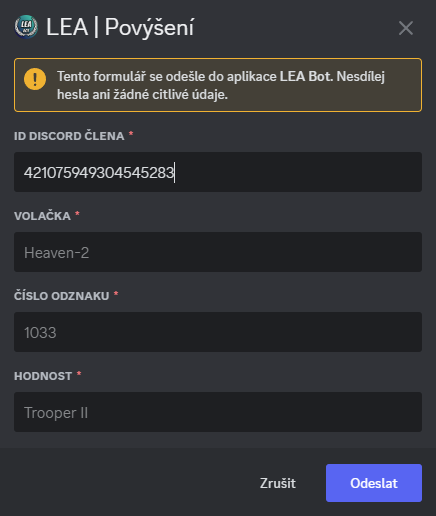 LEA | Povýšení
Tento formulář se odešle do aplikace LEA Bot. Nesdílej
hesla ani žádné citlivé údaje.
ID DISCORD ČLENA *
421075949304545283
VOLAČKA *
Heaven-2
ČÍSLO ODZNAKU *
1033
HODNOST *
Trooper II
Zrušit
Odeslat